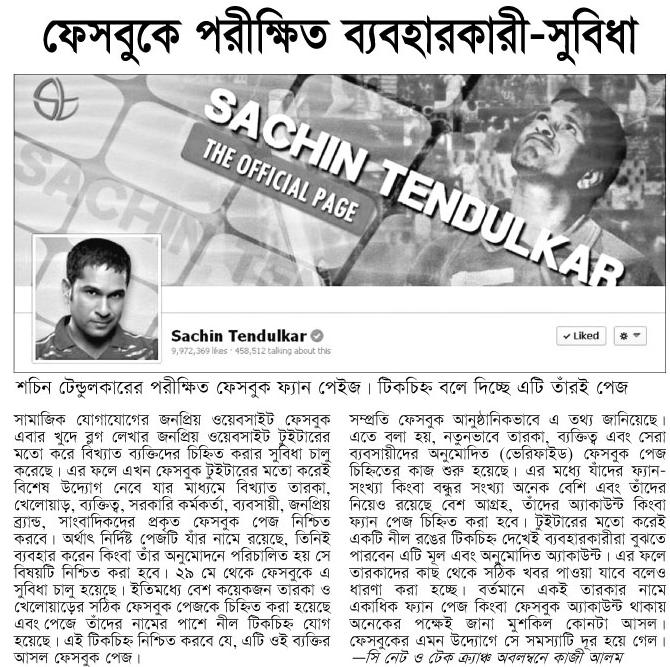 ফেসবুকে পরীক্ষিত ব্যবহারকারী-সুবিধা
SACHIN TENDULKAR
THE OFFICIAL PAGE
Sachin Tendulkar
9,972,369 likes · 458,512 talking about this
Liked
শচিন টেন্ডুলকারের পরীক্ষিত ফেসবুক ফ্যান পেইজ। টিকচিহ্ন বলে দিচ্ছে এটি তাঁরই পেজ
সামাজিক যোগাযোগের জনপ্রিয় ওয়েবসাইট ফেসবুক
এবার খুদে ব্লগ লেখার জনপ্রিয় ওয়েবসাইট টুইটারের
মতো করে বিখ্যাত ব্যক্তিদের চিহ্নিত করার সুবিধা চালু
করেছে। এর ফলে এখন ফেসবুক টুইটারের মতো করেই
বিশেষ উদ্যোগ নেবে যার মাধ্যমে বিখ্যাত তারকা,
খেলোয়াড়, ব্যক্তিত্ব, সরকারি কর্মকর্তা, ব্যবসায়ী, জনপ্রিয়
ব্র্যান্ড, সাংবাদিকদের প্রকৃত ফেসবুক পেজ নিশ্চিত
করবে। অর্থাৎ নির্দিষ্ট পেজটি যাঁর নামে রয়েছে, তিনিই
ব্যবহার করেন কিংবা তাঁর অনুমোদনে পরিচালিত হয় সে
বিষয়টি নিশ্চিত করা হবে। ২৯ মে থেকে ফেসবুকে এ
সুবিধা চালু হয়েছে। ইতিমধ্যে বেশ কয়েকজন তারকা ও
খেলোয়াড়ের সঠিক ফেসবুক পেজকে চিহ্নিত করা হয়েছে
এবং পেজে তাঁদের নামের পাশে নীল টিকচিহ্ন যোগ
হয়েছে। এই টিকচিহ্ন নিশ্চিত করবে যে, এটি ওই ব্যক্তির
আসল ফেসবুক পেজ।
সম্প্রতি ফেসবুক আনুষ্ঠানিকভাবে এ তথ্য জানিয়েছে।
এতে বলা হয়, নতুনভাবে তারকা, ব্যক্তিত্ব এবং সেরা
ব্যবসায়ীদের অনুমোদিত (ভেরিফাইড) ফেসবুক পেজ
চিহ্নিতের কাজ শুরু হয়েছে। এর মধ্যে যাঁদের ফ্যান-
সংখ্যা কিংবা বন্ধুর সংখ্যা অনেক বেশি এবং তাঁদের
নিয়েও রয়েছে বেশ আগ্রহ, তাঁদের অ্যাকাউন্ট কিংবা
ফ্যান পেজ চিহ্নিত করা হবে। টুইটারের মতো করেই
একটি নীল রঙের টিকচিহ্ন দেখেই ব্যবহারকারীরা বুঝতে
পারবেন এটি মূল এবং অনুমোদিত অ্যাকাউন্ট। এর ফলে
তারকাদের কাছ থেকে সঠিক খবর পাওয়া যাবে বলেও
ধারণা করা হচ্ছে। বর্তমানে একই তারকার নামে
একাধিক ফ্যান পেজ কিংবা ফেসবুক অ্যাকাউন্ট থাকায়
অনেকের পক্ষেই জানা মুশকিল কোনটা আসল।
ফেসবুকের এমন উদ্যোগে সে সমস্যাটি দূর হয়ে গেল।
—সি নেট ও টেক ক্র্যাঞ্চ অবলম্বনে কাজী আলম